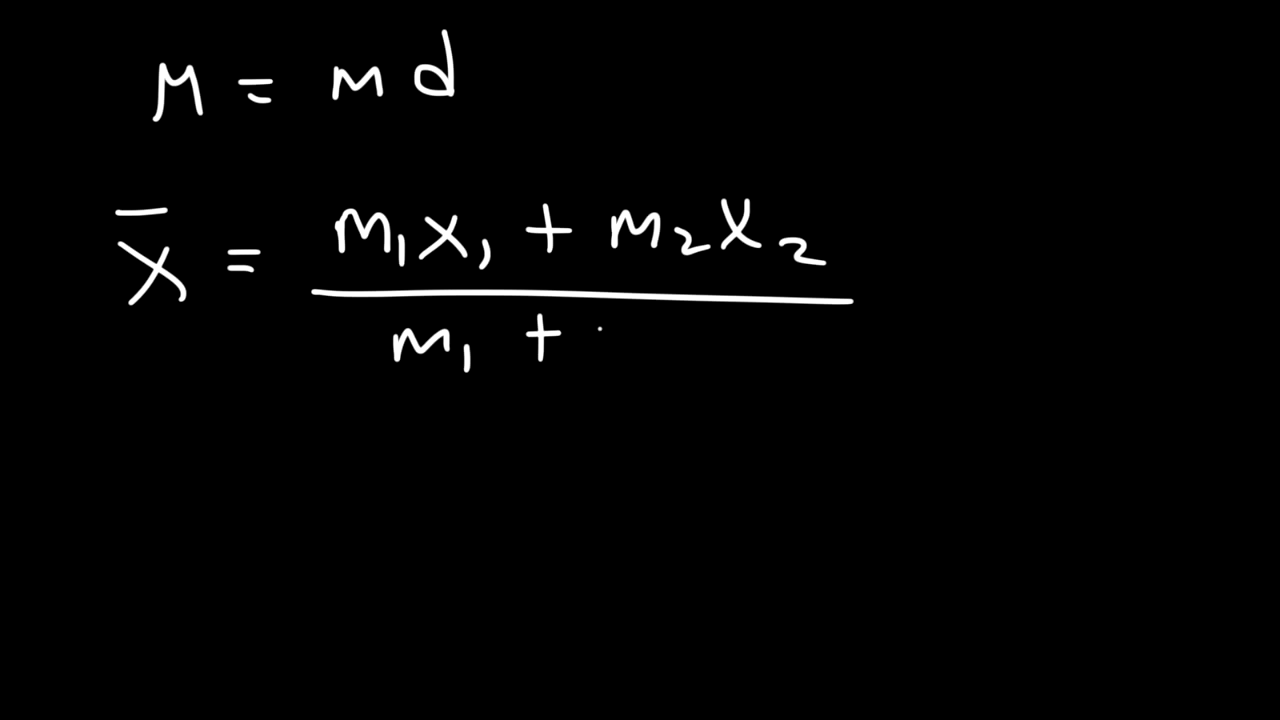 M = md
x̄ = (m₁x₁ + m₂x₂) / (m₁ +